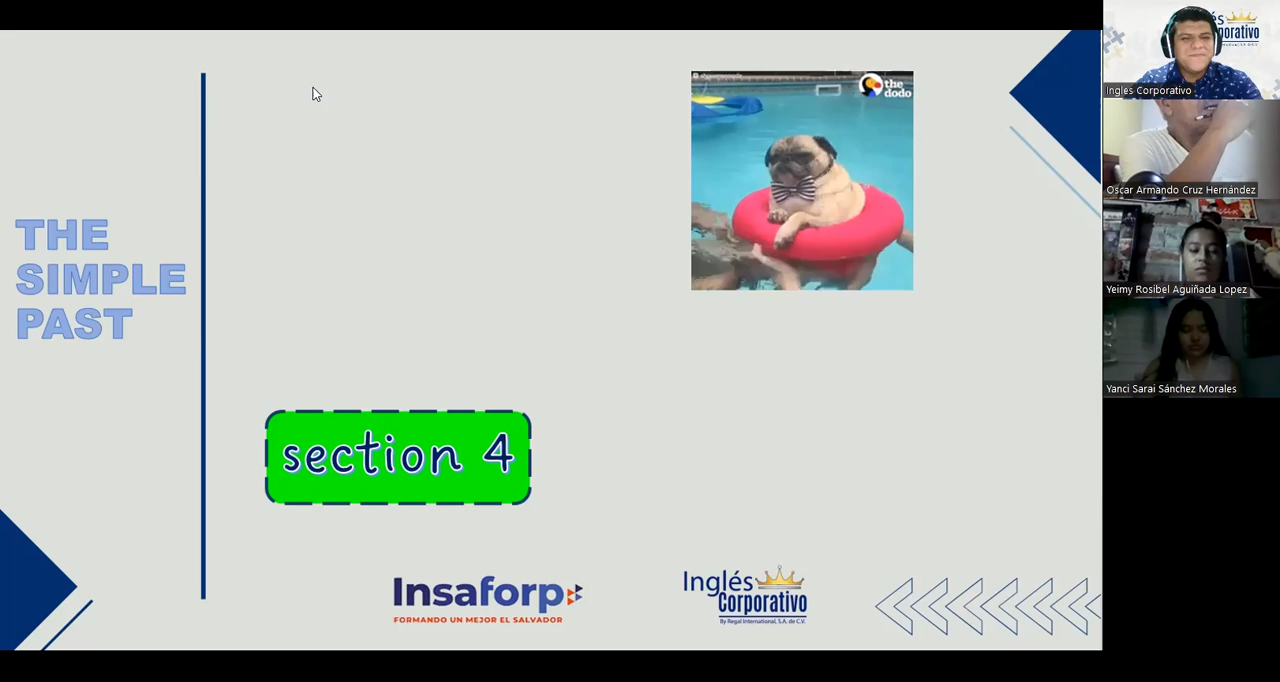 THE
SIMPLE
PAST
the
dodo
section 4
Insaforp
FORMANDO UN MEJOR EL SALVADOR
Inglés
Corporativo
By Regal International, S.A. de C.V.
Ingles Corporativo
Oscar Armando Cruz Hernández
Yeimy Rosibel Aguiñada Lopez
Yanci Sarai Sánchez Morales